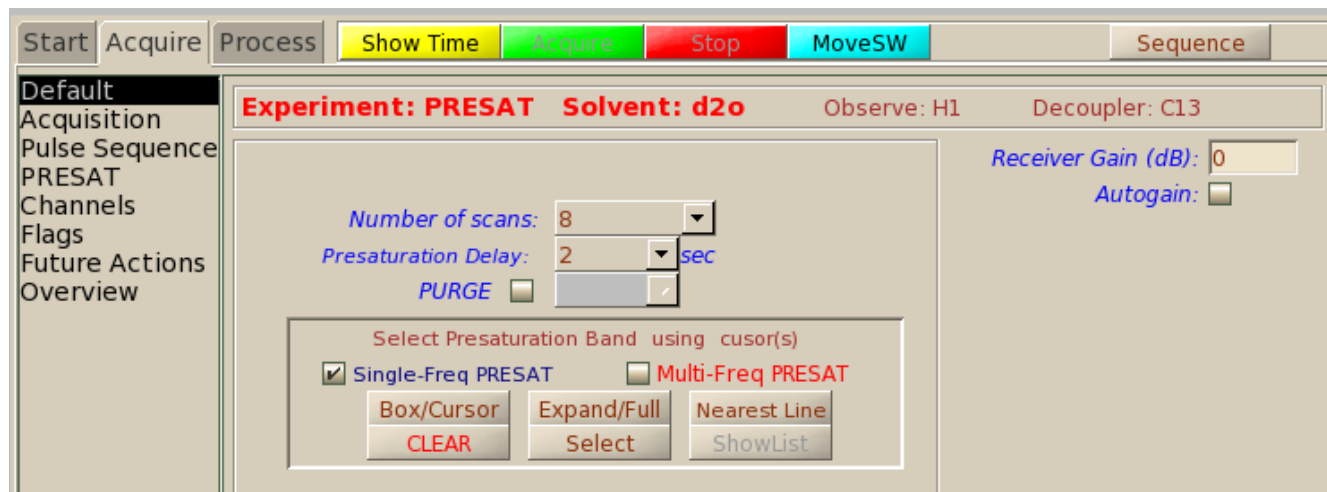 Start Acquire Process Show Time Acquire Stop MoveSW Sequence
Default
Acquisition
Pulse Sequence
PRESAT
Channels
Flags
Future Actions
Overview
Experiment: PRESAT Solvent: d2o Observe: H1 Decoupler: C13
Number of scans: 8
Presaturation Delay: 2 sec
PURGE
Select Presaturation Band using cusor(s)
Single-Freq PRESAT Multi-Freq PRESAT
Box/Cursor Expand/Full Nearest Line
CLEAR Select ShowList
Receiver Gain (dB): 0
Autogain: